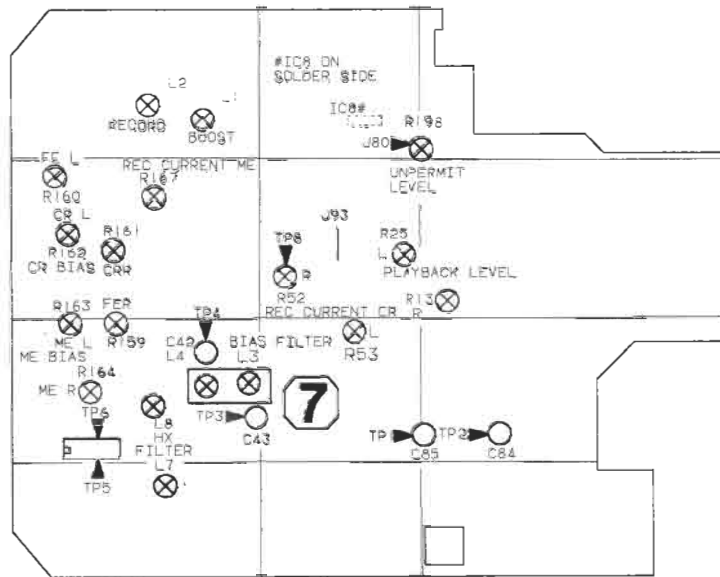 #IC8 ON
SOLDER SIDE
L2
L1
RECORD
BOOST
IC8#
R198
J80
UNPERMIT
LEVEL
FE L
REC CURRENT ME
R167
R160
CR L
R161
R162
CRR
CR BIAS
J93
TP8
R
R52
R25
L
PLAYBACK LEVEL
R13
R
REC CURRENT CR
L
R53
R163
FER
TP4
ME L
R159
ME BIAS
C42
BIAS FILTER
L4
L3
R164
ME R
TP6
TP5
L8
HX
FILTER
L7
TP3
C43
7
TP1
C85
TP2
C84